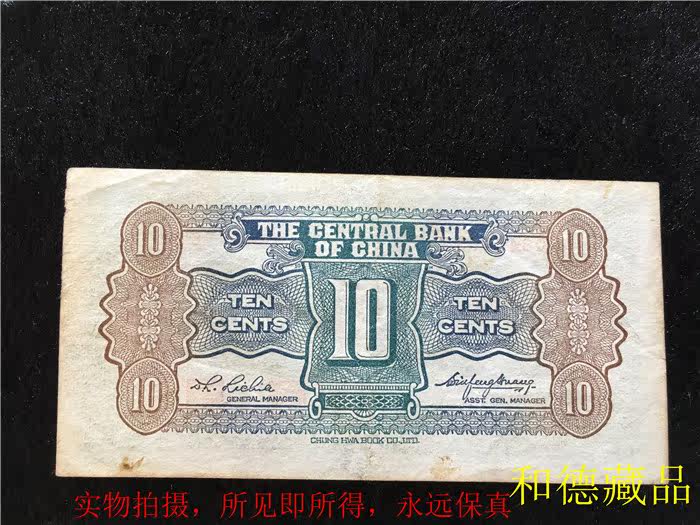 THE CENTRAL BANK
OF CHINA
10 10
TEN 10 TEN
CENTS CENTS
GENERAL MANAGER ASST. GEN. MANAGER
10 10
CHUNG HWA BOOK CO., LTD.
实物拍摄，所见即所得，永远保真
和德藏品